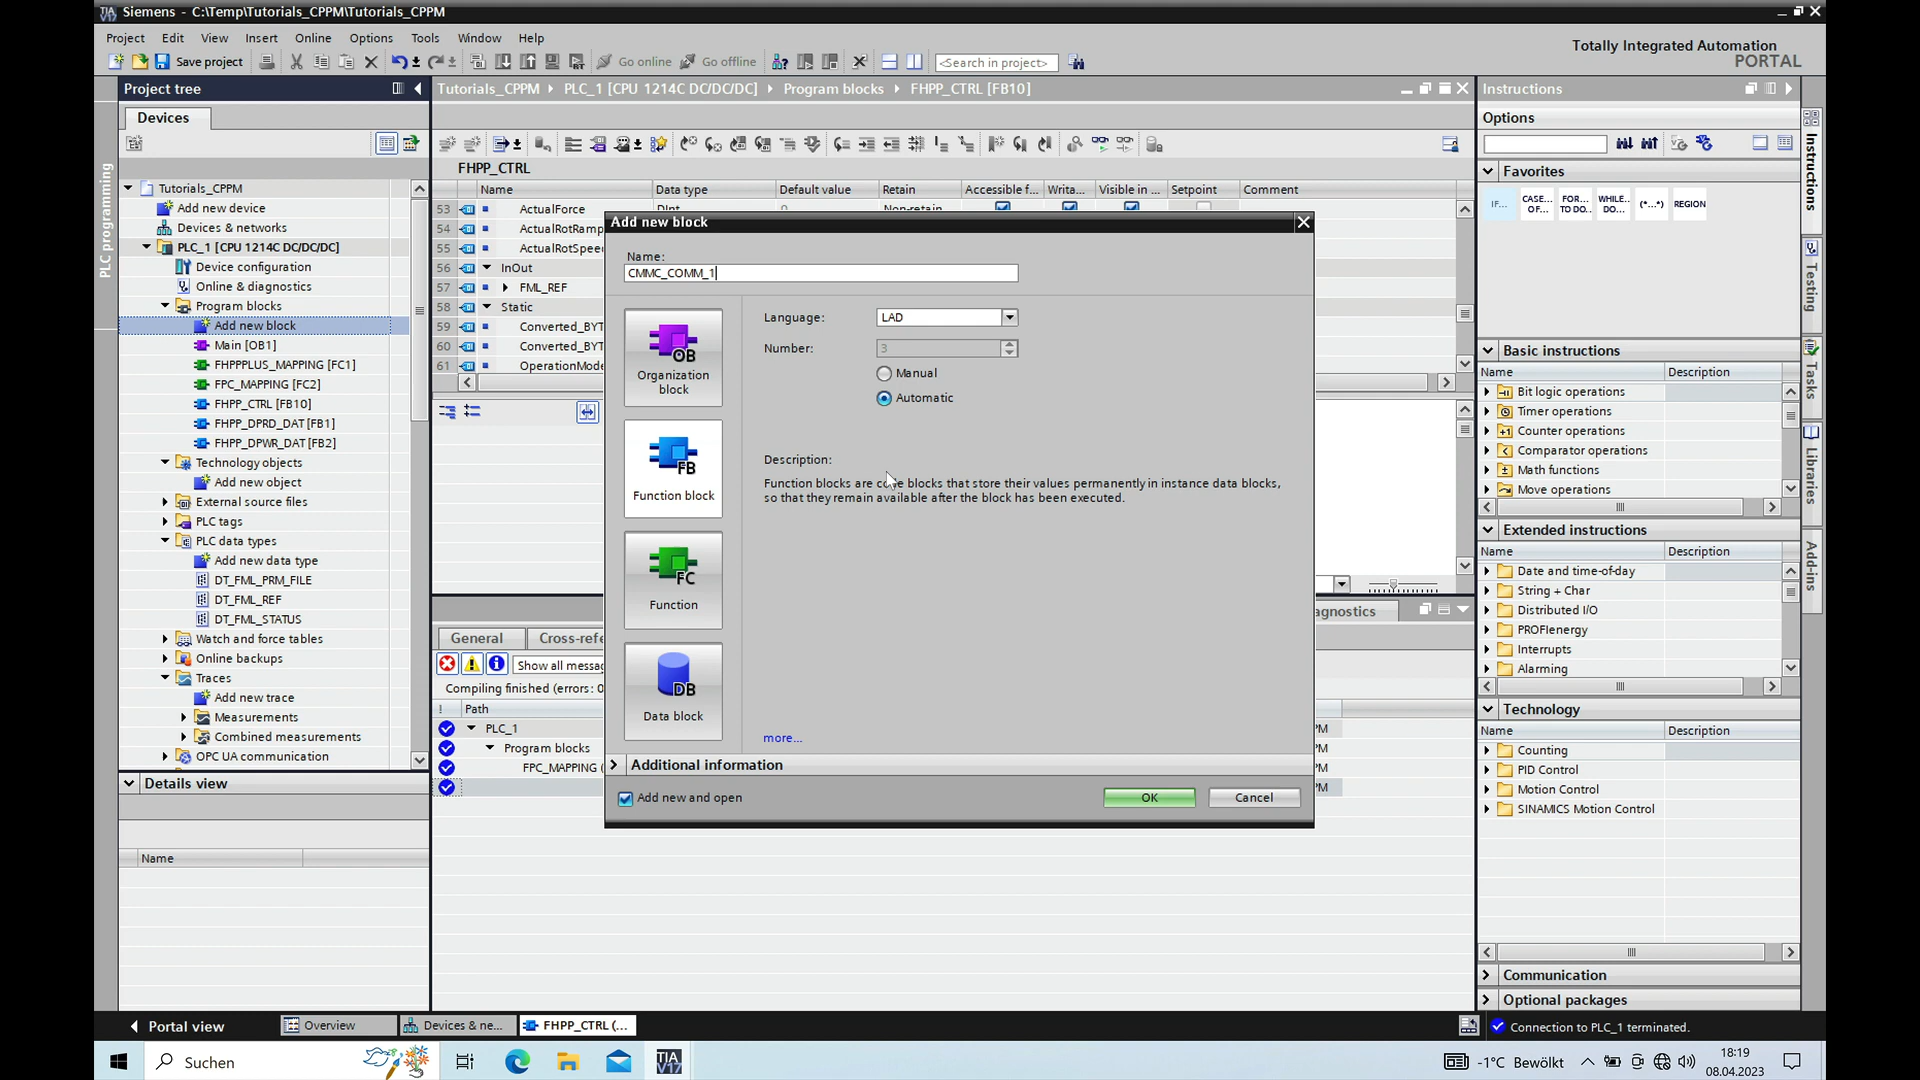 Siemens - C:\Temp\Tutorials_CPPM\Tutorials_CPPM
Project Edit View Insert Online Options Tools Window Help
Totally Integrated Automation
PORTAL
Save project
Go online
Go offline
<Search in project>
Project tree
Tutorials_CPPM
PLC_1 [CPU 1214C DC/DC/DC]
Program blocks
FHPP_CTRL [FB10]
Instructions
Devices
Options
PLC programming
Tutorials_CPPM
Add new device
Devices & networks
PLC_1 [CPU 1214C DC/DC/DC]
Device configuration
Online & diagnostics
Program blocks
Add new block
Main [OB1]
FHPPPLUS_MAPPING [FC1]
FPC_MAPPING [FC2]
FHPP_CTRL [FB10]
FHPP_DPRD_DAT [FB1]
FHPP_DPWR_DAT [FB2]
Technology objects
Add new object
External source files
PLC tags
PLC data types
Add new data type
DT_FML_PRM_FILE
DT_FML_REF
DT_FML_STATUS
Watch and force tables
Online backups
Traces
Add new trace
Measurements
Combined measurements
OPC UA communication
Details view
Name
FHPP_CTRL
Name Data type Default value Retain Accessible f... Writa... Visible in ... Setpoint Comment
53 ActualForce DInt 0 Non-retain
54 ActualRotRamp
55 ActualRotSpee
56 InOut
57 FML_REF
58 Static
59 Converted_BYT
60 Converted_BYT
61 OperationMode
Add new block
Name:
CMMC_COMM_1
OB
Organization
block
FB
Function block
FC
Function
DB
Data block
Language: LAD
Number: 3
Manual
Automatic
Description:
Function blocks are code blocks that store their values permanently in instance data blocks,
so that they remain available after the block has been executed.
more...
Additional information
Add new and open
OK
Cancel
agnostics
General Cross-refe
Show all messag
Compiling finished (errors: 0
! Path
PLC_1
Program blocks
FPC_MAPPING (
PM
PM
PM
PM
Favorites
IF...
CASE...
OF...
FOR...
TO DO..
WHILE..
DO...
(*...*)
REGION
Basic instructions
Name Description
Bit logic operations
Timer operations
Counter operations
Comparator operations
Math functions
Move operations
Extended instructions
Name Description
Date and time-of-day
String + Char
Distributed I/O
PROFIenergy
Interrupts
Alarming
Technology
Name Description
Counting
PID Control
Motion Control
SINAMICS Motion Control
Communication
Optional packages
Instructions
Testing
Tasks
Libraries
Add-ins
Portal view
Overview
Devices & ne...
FHPP_CTRL (...
Connection to PLC_1 terminated.
Suchen
TIA
V17
-1°C Bewölkt
18:19
08.04.2023